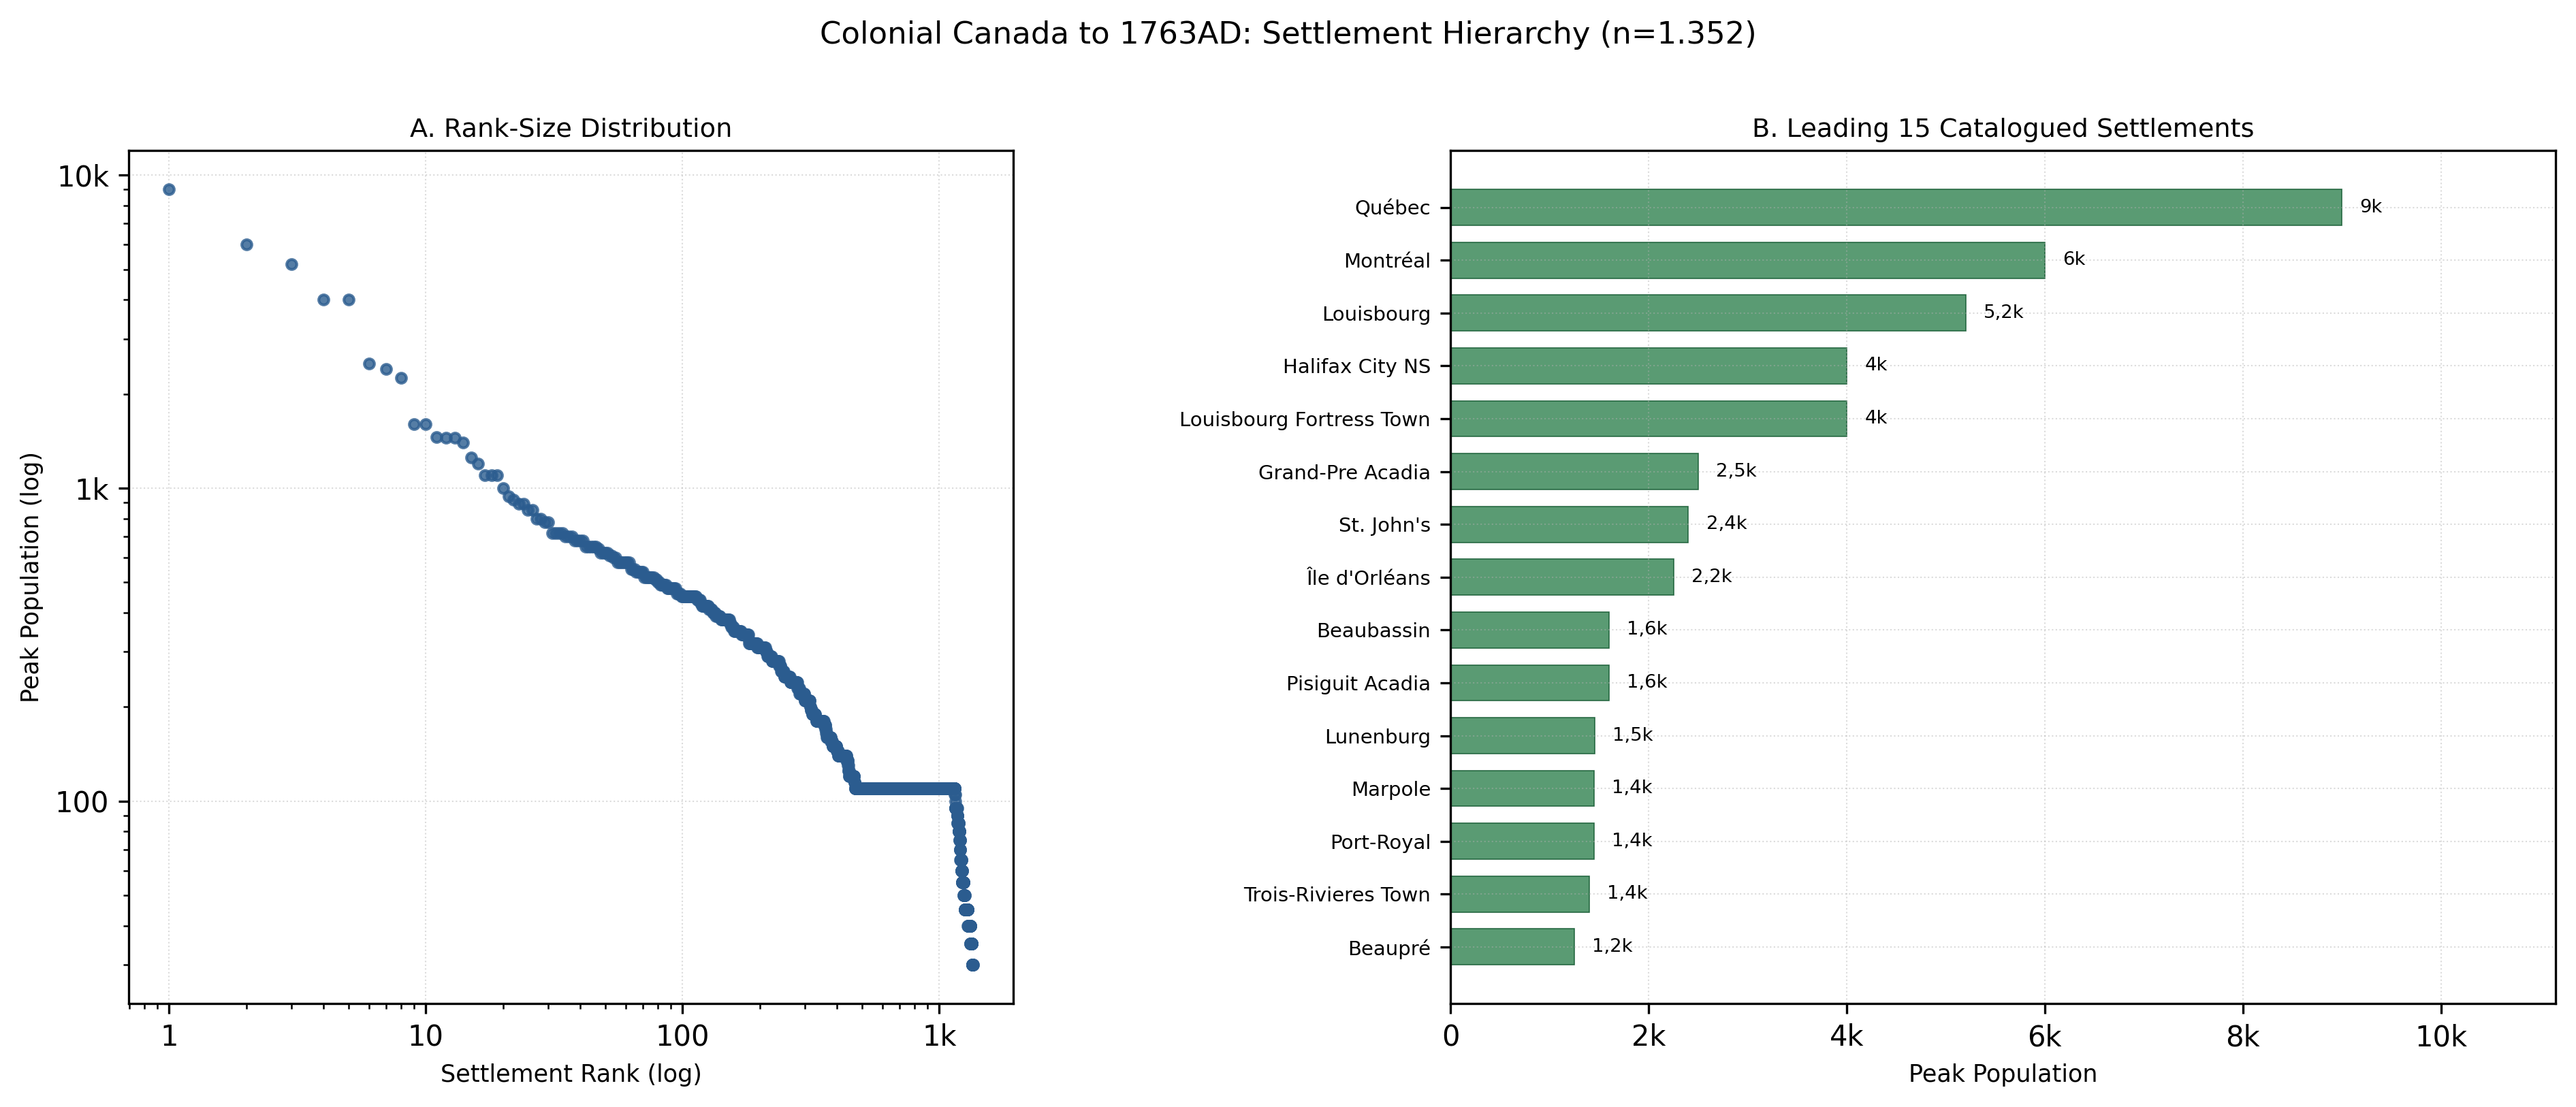 Colonial Canada to 1763AD: Settlement Hierarchy (n=1.352)
A. Rank-Size Distribution
10k
1k
100
Peak Population (log)
1
10
100
1k
Settlement Rank (log)
B. Leading 15 Catalogued Settlements
Québec 9k
Montréal 6k
Louisbourg 5,2k
Halifax City NS 4k
Louisbourg Fortress Town 4k
Grand-Pre Acadia 2,5k
St. John's 2,4k
Île d'Orléans 2,2k
Beaubassin 1,6k
Pisiguit Acadia 1,6k
Lunenburg 1,5k
Marpole 1,4k
Port-Royal 1,4k
Trois-Rivieres Town 1,4k
Beaupré 1,2k
0
2k
4k
6k
8k
10k
Peak Population